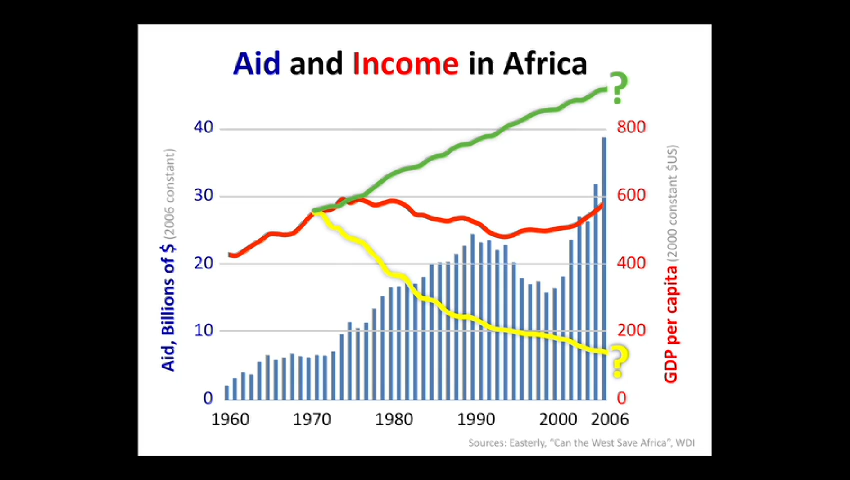 Aid and Income in Africa
?
40
30
20
10
0
Aid, Billions of $ (2006 constant)
800
600
400
200
0
GDP per capita (2000 constant $US)
?
1960 1970 1980 1990 2000 2006
Sources: Easterly, "Can the West Save Africa", WDI